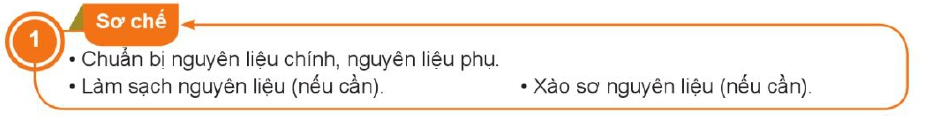 1
Sơ chế
• Chuẩn bị nguyên liệu chính, nguyên liệu phụ.
• Làm sạch nguyên liệu (nếu cần). • Xào sơ nguyên liệu (nếu cần).